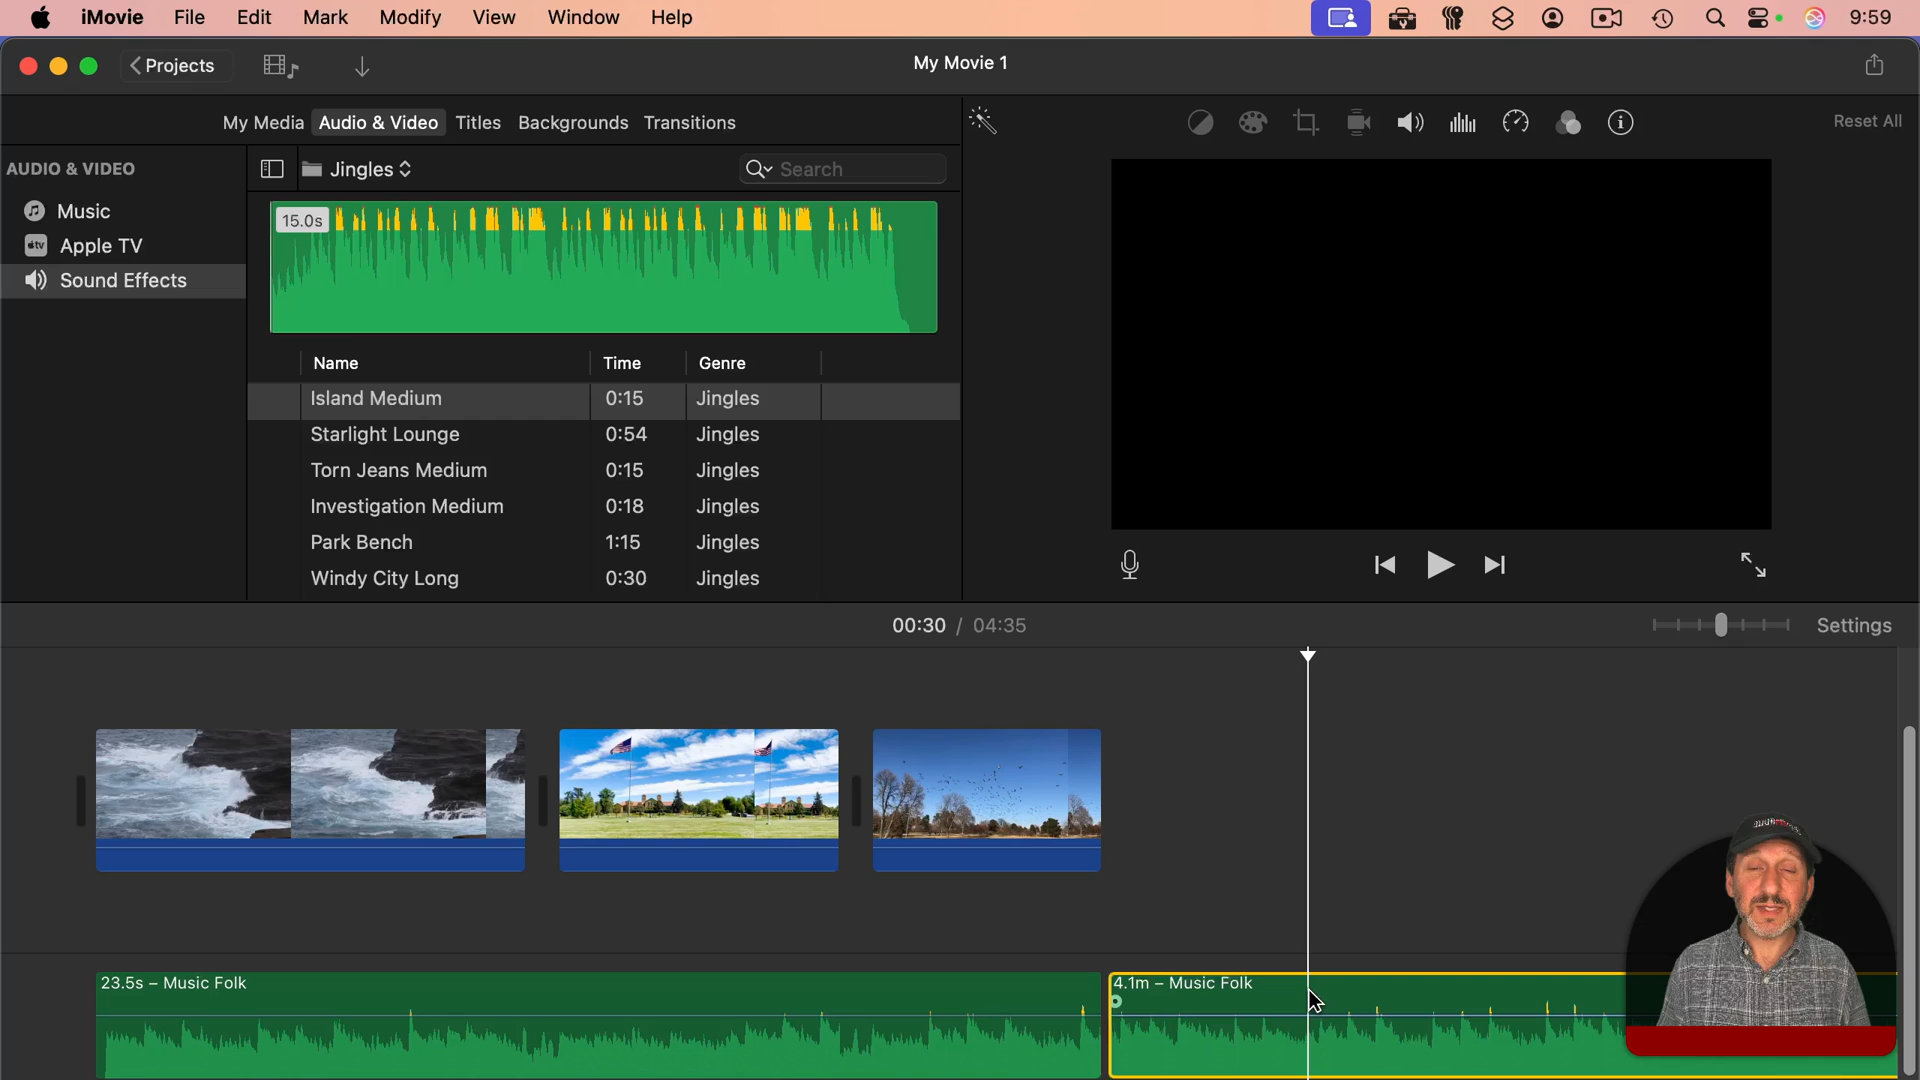 iMovie File Edit Mark Modify View Window Help 9:59
Projects My Movie 1
My Media Audio & Video Titles Backgrounds Transitions Reset All
AUDIO & VIDEO Jingles Search
Music
tv Apple TV
Sound Effects
15.0s
Name Time Genre
Island Medium 0:15 Jingles
Starlight Lounge 0:54 Jingles
Torn Jeans Medium 0:15 Jingles
Investigation Medium 0:18 Jingles
Park Bench 1:15 Jingles
Windy City Long 0:30 Jingles
00:30 / 04:35 Settings
23.5s – Music Folk 4.1m – Music Folk